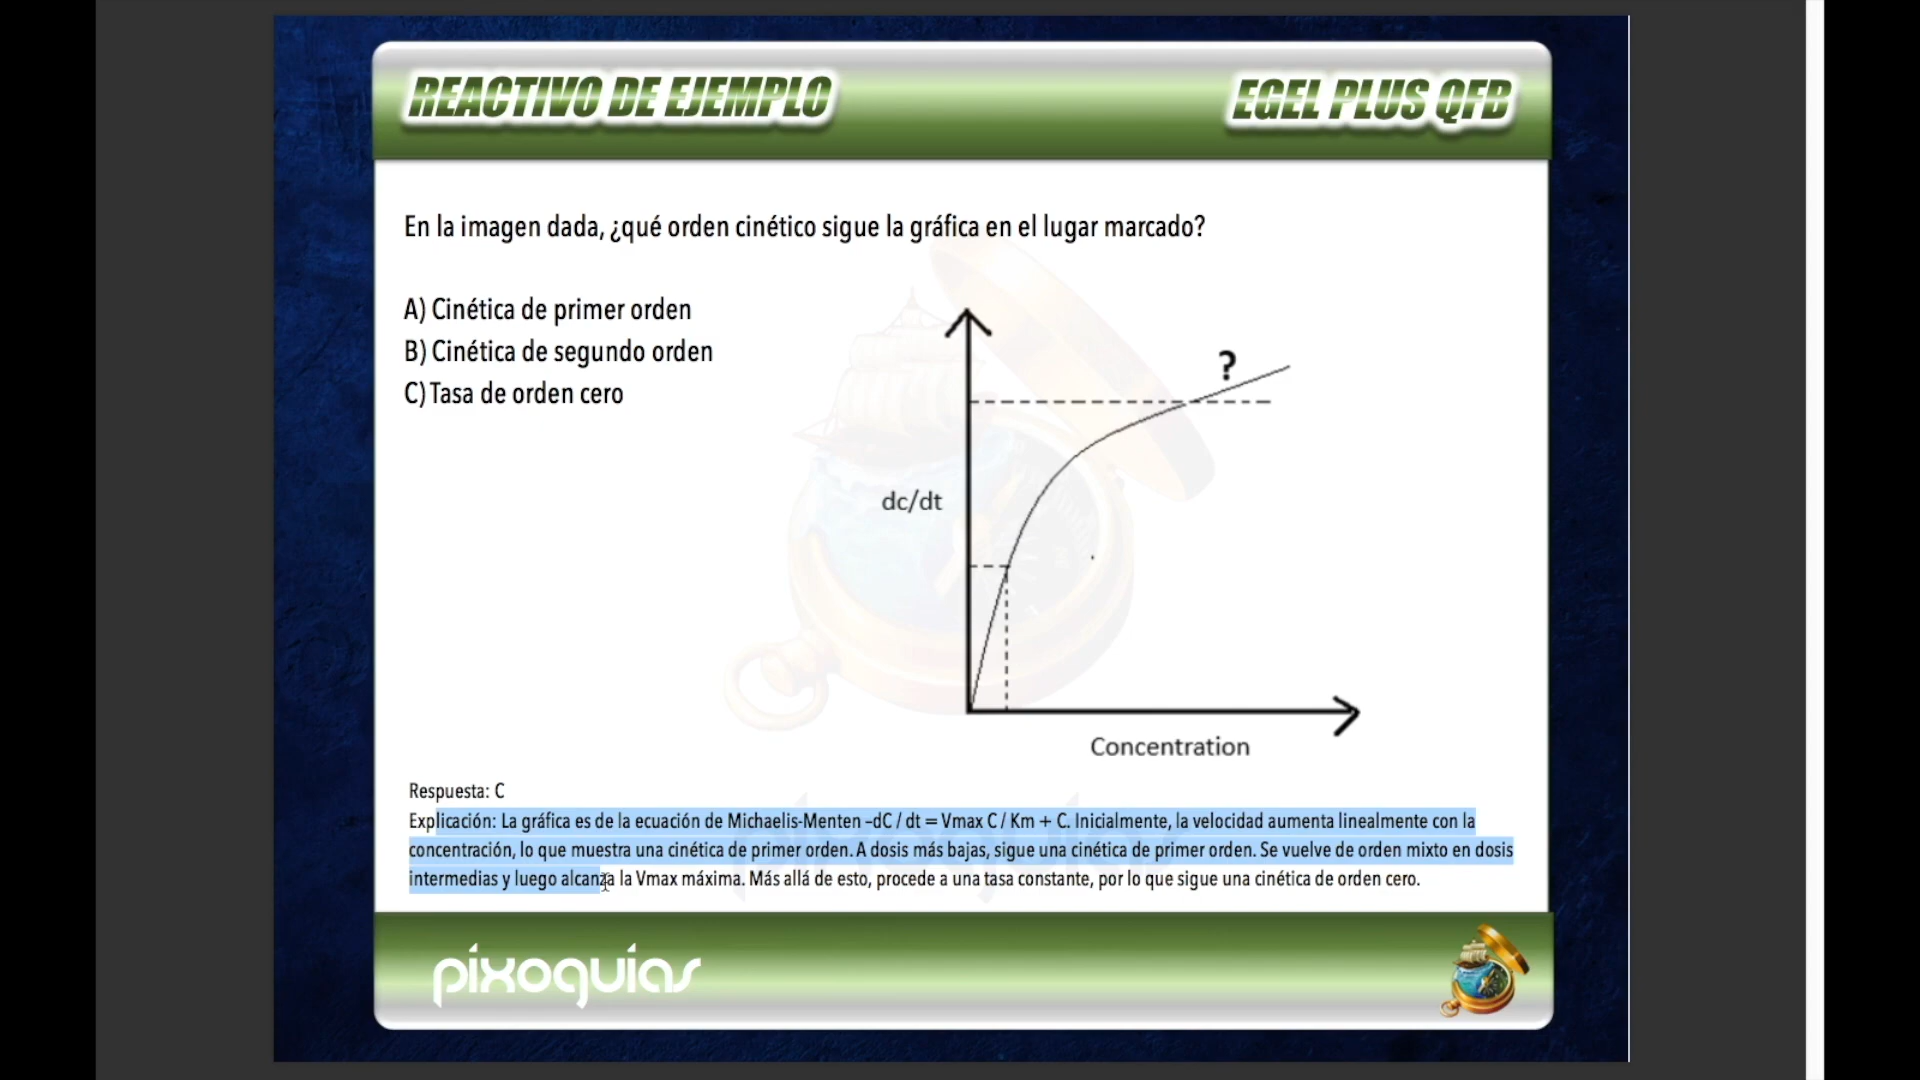 REACTIVO DE EJEMPLO
EGEL PLUS QFB
En la imagen dada, ¿qué orden cinético sigue la gráfica en el lugar marcado?
A) Cinética de primer orden
B) Cinética de segundo orden
C) Tasa de orden cero
?
dc/dt
Concentration
Respuesta: C
Explicación: La gráfica es de la ecuación de Michaelis-Menten –dC / dt = Vmax C / Km + C. Inicialmente, la velocidad aumenta linealmente con la
concentración, lo que muestra una cinética de primer orden. A dosis más bajas, sigue una cinética de primer orden. Se vuelve de orden mixto en dosis
intermedias y luego alcanza la Vmax máxima. Más allá de esto, procede a una tasa constante, por lo que sigue una cinética de orden cero.
pixoguías